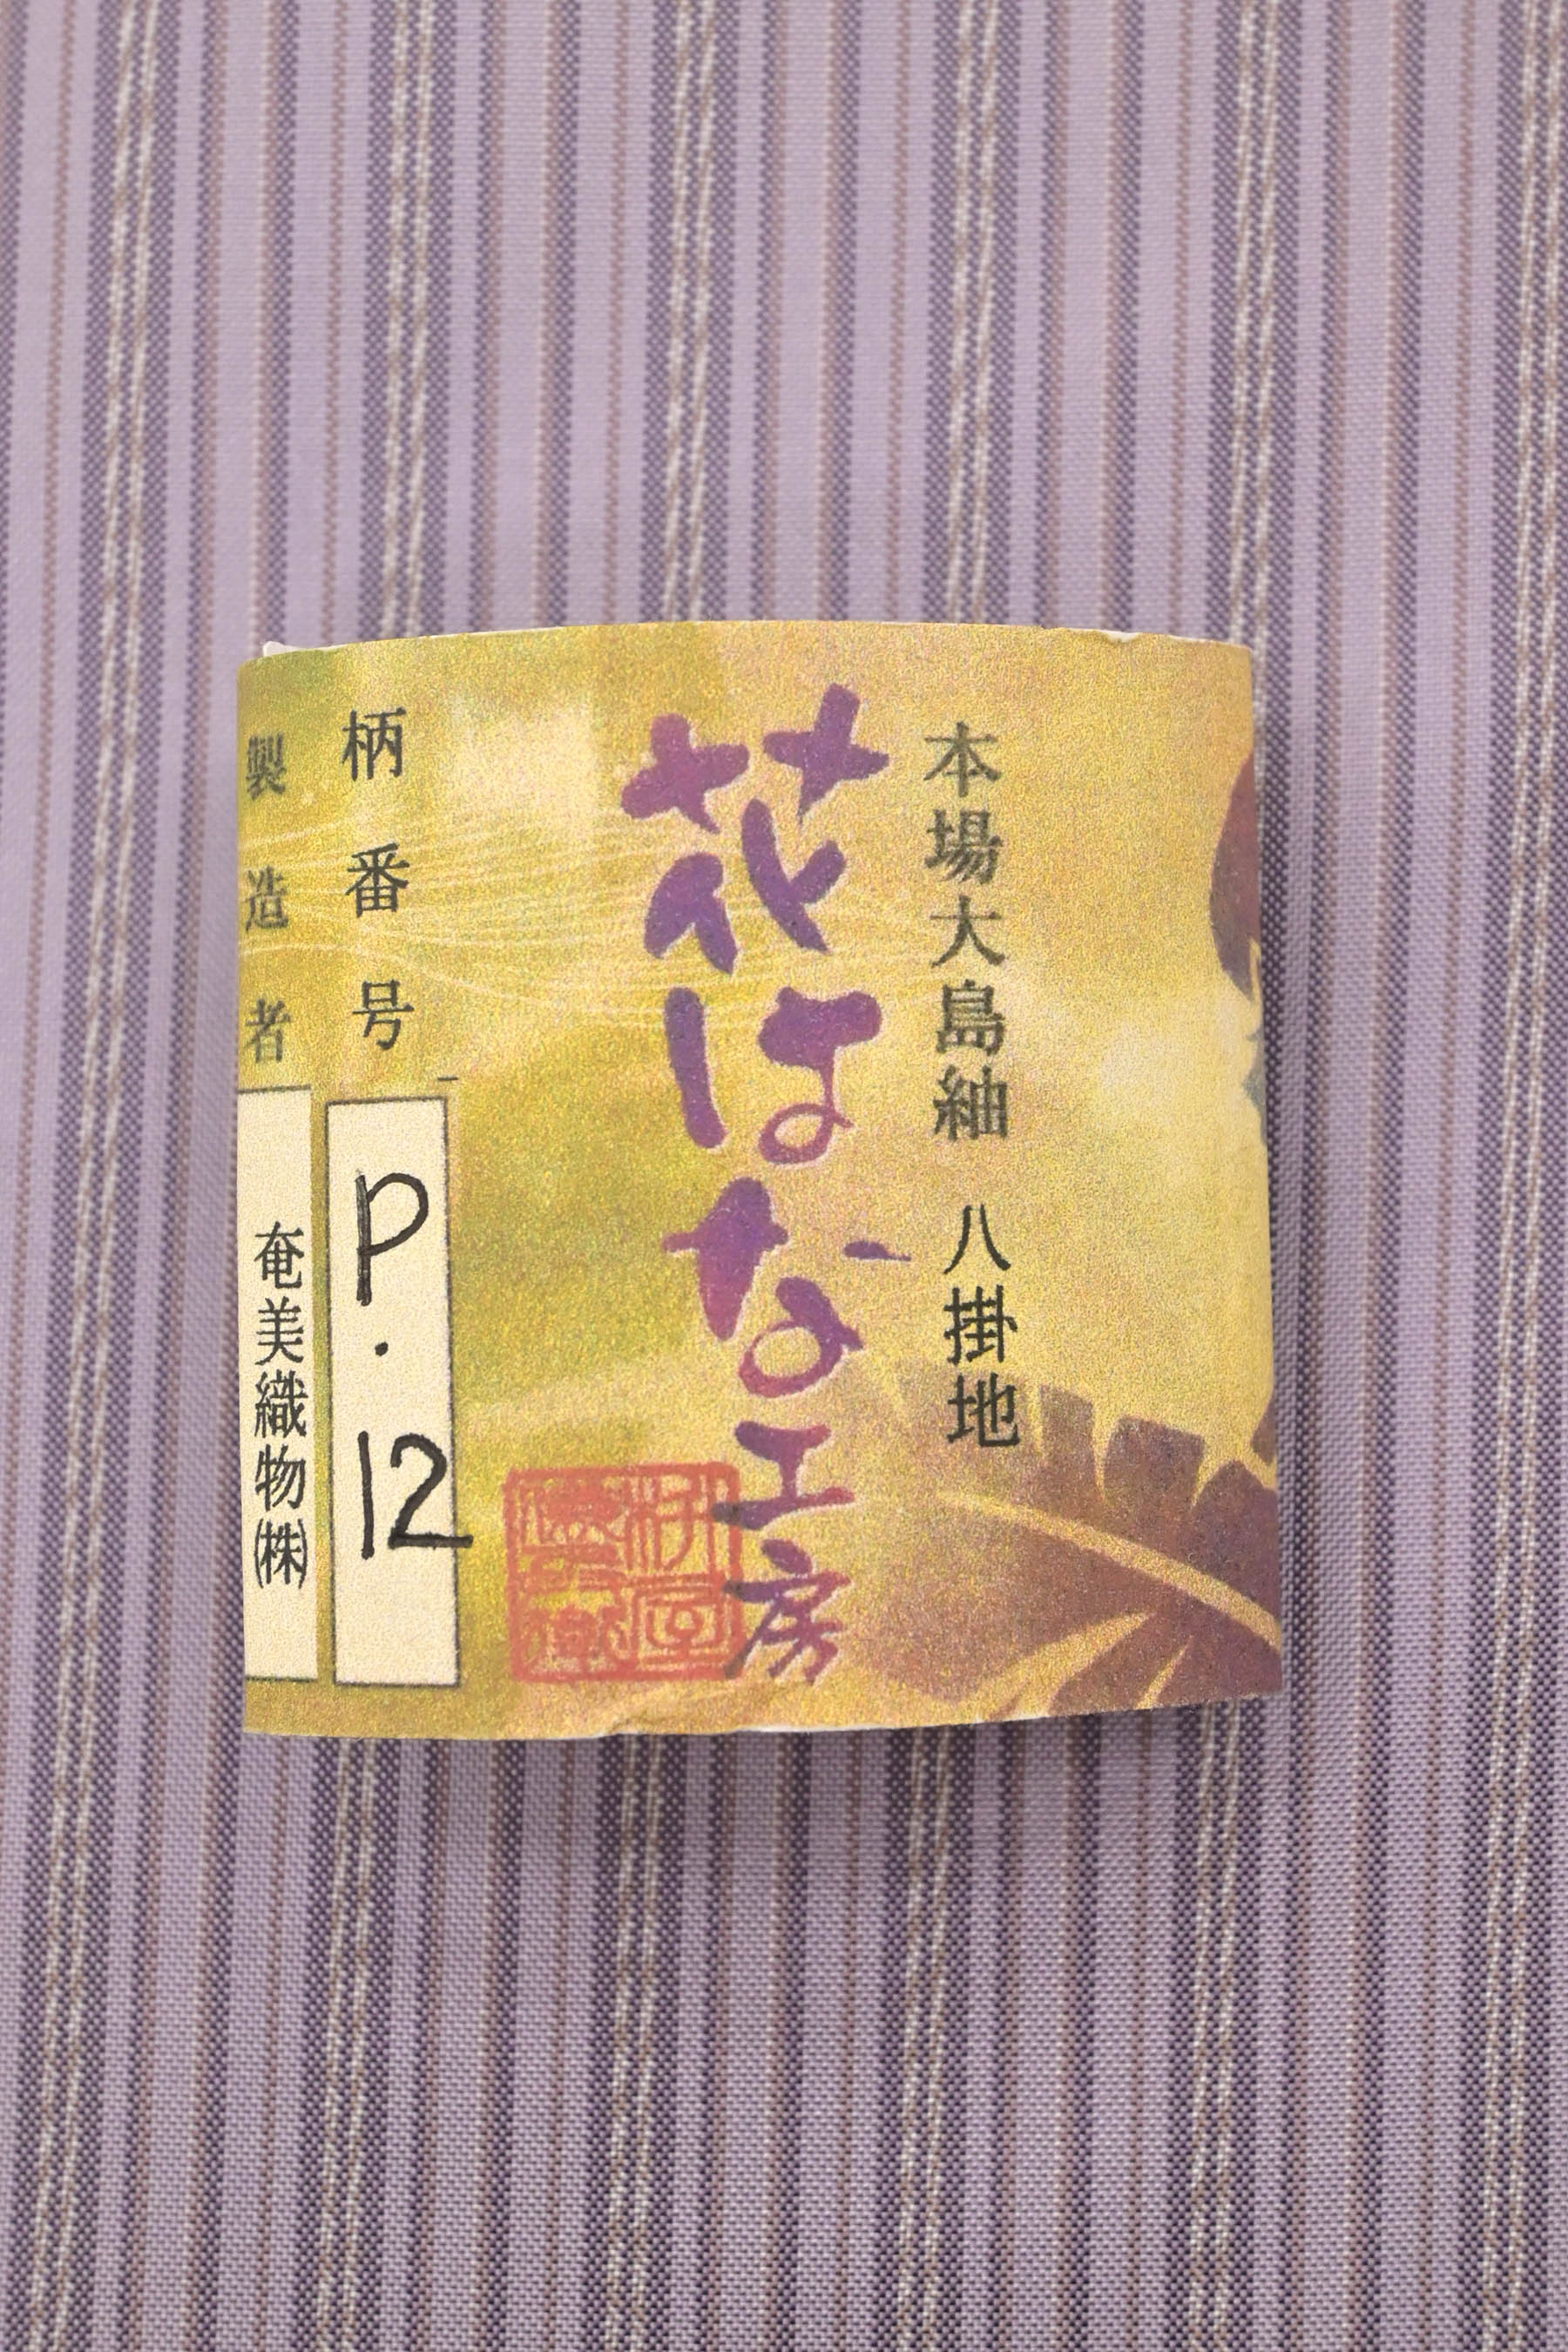 本場大島紬 八掛地
花はな工房
柄番号
P.12
製造者
奄美織物㈱